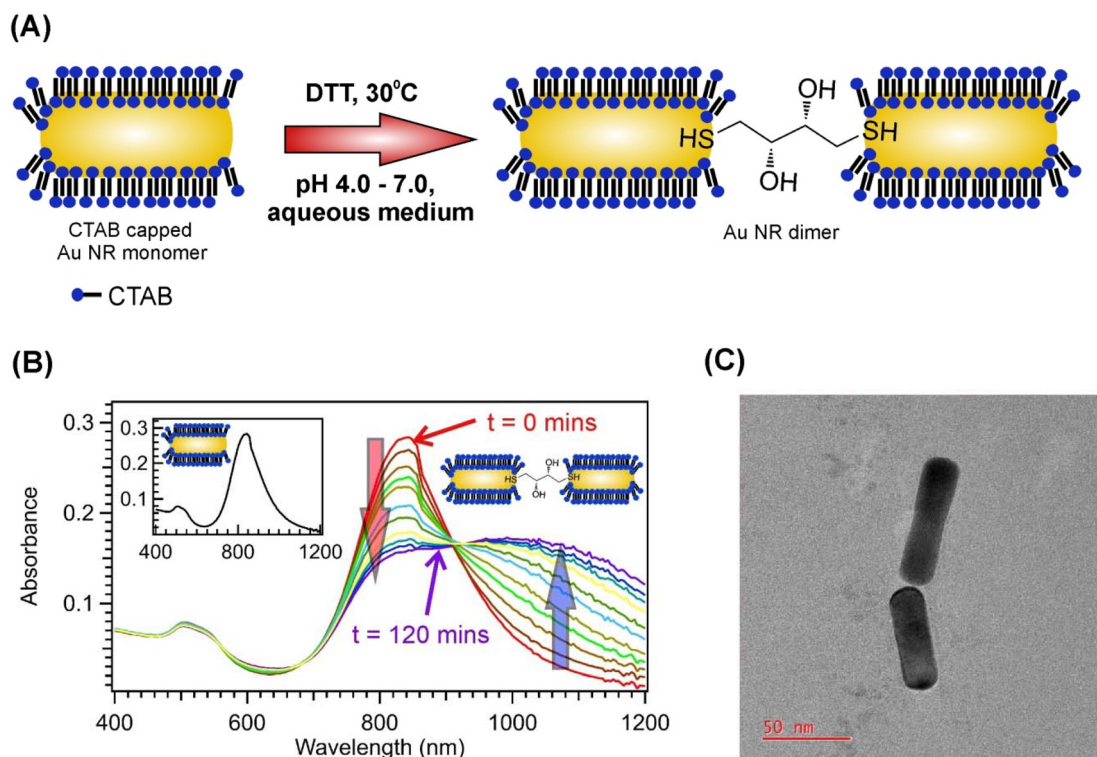 (A)
DTT, 30⁰C
pH 4.0 - 7.0,
aqueous medium
CTAB capped
Au NR monomer
CTAB
OH
HS
SH
OH
Au NR dimer
(B)
Absorbance
0.3
0.2
0.1
0.3
0.2
0.1
400 800 1200
t = 0 mins
OH
HS
SH
OH
t = 120 mins
400 600 800 1000 1200
Wavelength (nm)
(C)
50 nm